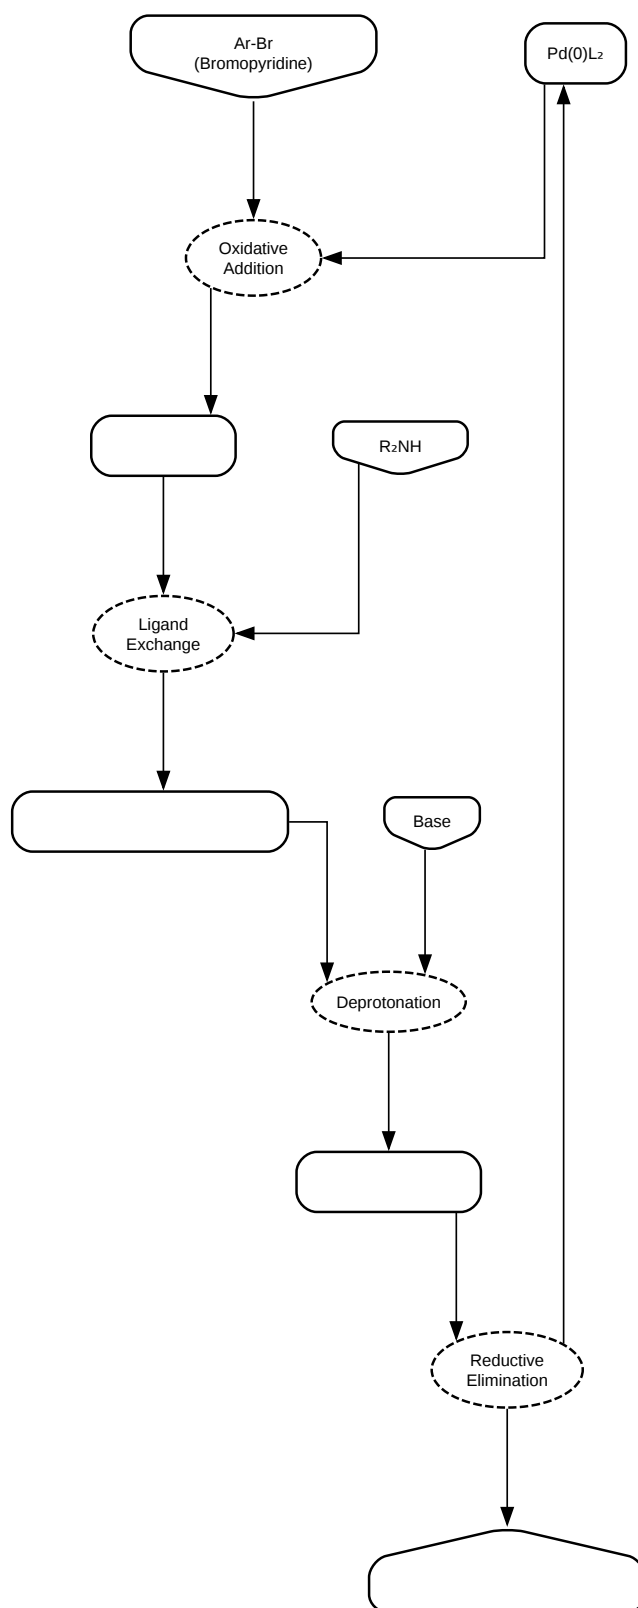 Ar-Br
(Bromopyridine)
Pd(0)L₂
Oxidative
Addition
R₂NH
Ligand
Exchange
Base
Deprotonation
Reductive
Elimination